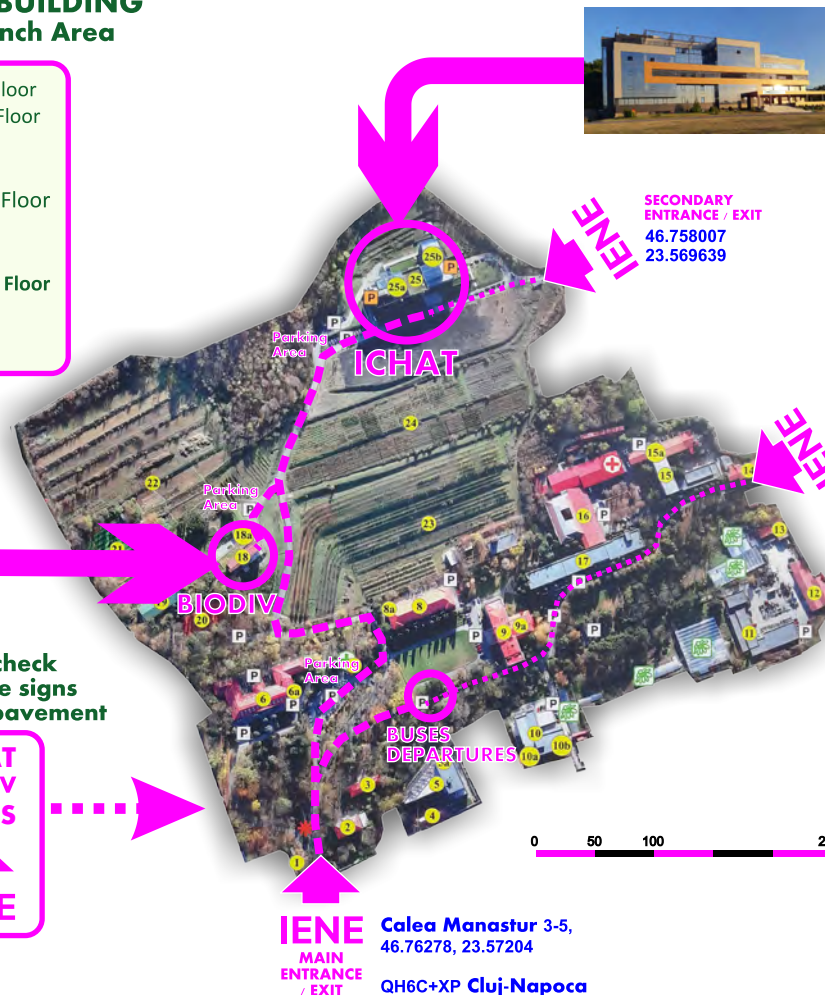 BUILDING
nch Area
loor
Floor
Floor
Floor
SECONDARY
ENTRANCE / EXIT
46.758007
23.569639
IENE
25b
P
25
25a
P
P
P
Parking
Area
ICHAT
24
IENE
P
15a
15
14
22
Parking
Area
P
16
P
23
18a
18
21
13
17
BIODIV
20
P
P
8a
8
P
12
9
9a
P
P
P
11
P
check
e signs
pavement
Parking
Area
P
6
6a
P
P
P
BUSES
DEPARTURES
P
P
10
10a
10b
AT
V
S
E
3
5
2
4
1
0 50 100 2
IENE
MAIN
ENTRANCE
/ EXIT
Calea Manastur 3-5,
46.76278, 23.57204
QH6C+XP Cluj-Napoca